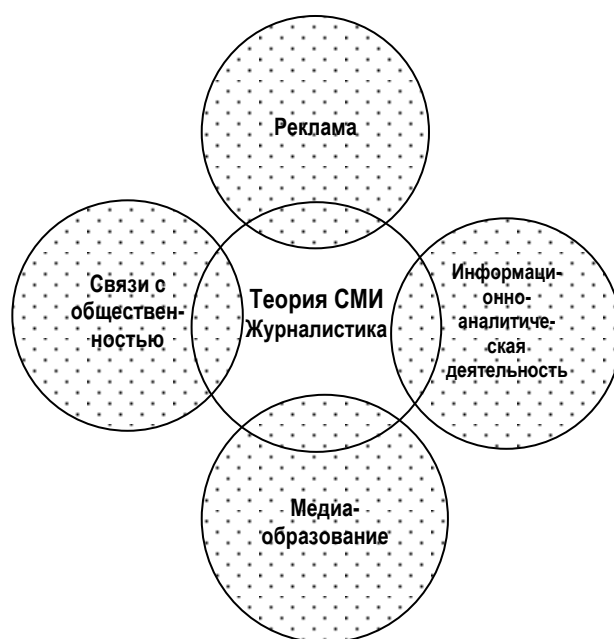 Реклама
Связи с
обществен
-
ностью
Теория СМИ
Журналистика
Информаци-
онно-
аналитиче-
ская
деятельность
Медиа-
образование